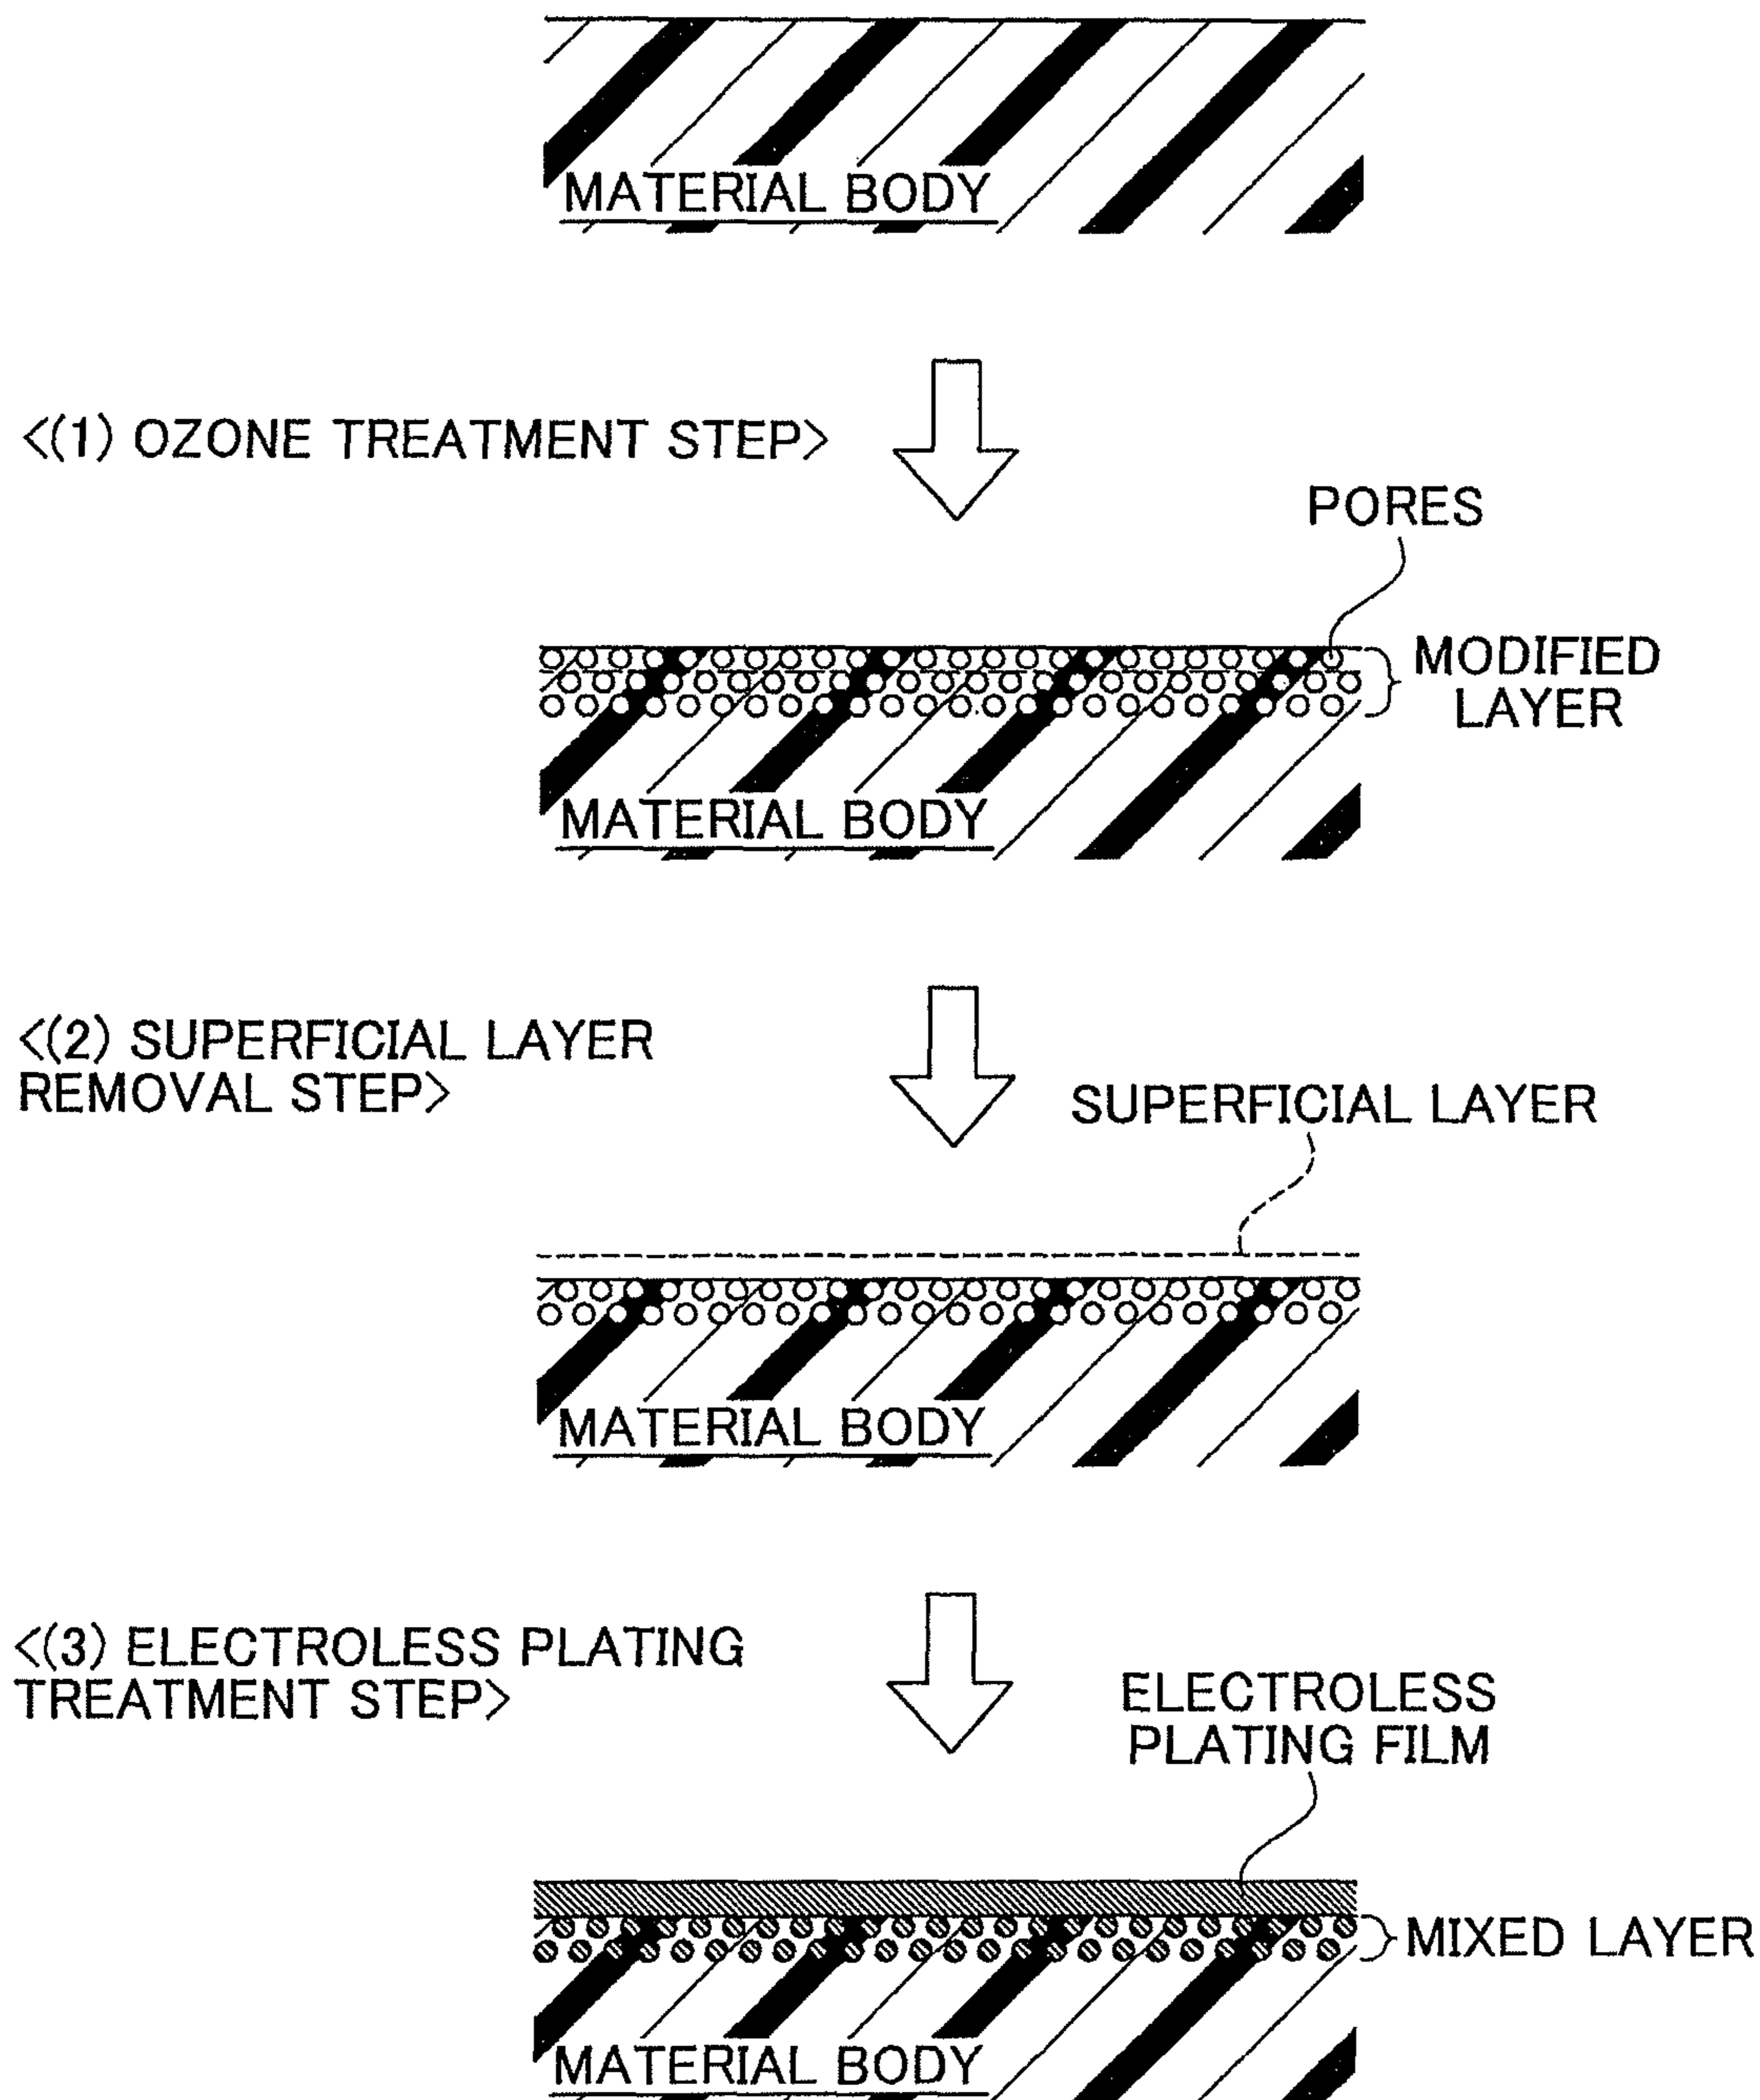 MATERIAL BODY
<(1) OZONE TREATMENT STEP>
PORES
MODIFIED
LAYER
MATERIAL BODY
<(2) SUPERFICIAL LAYER
REMOVAL STEP>
SUPERFICIAL LAYER
MATERIAL BODY
<(3) ELECTROLESS PLATING
TREATMENT STEP>
ELECTROLESS
PLATING FILM
MIXED LAYER
MATERIAL BODY